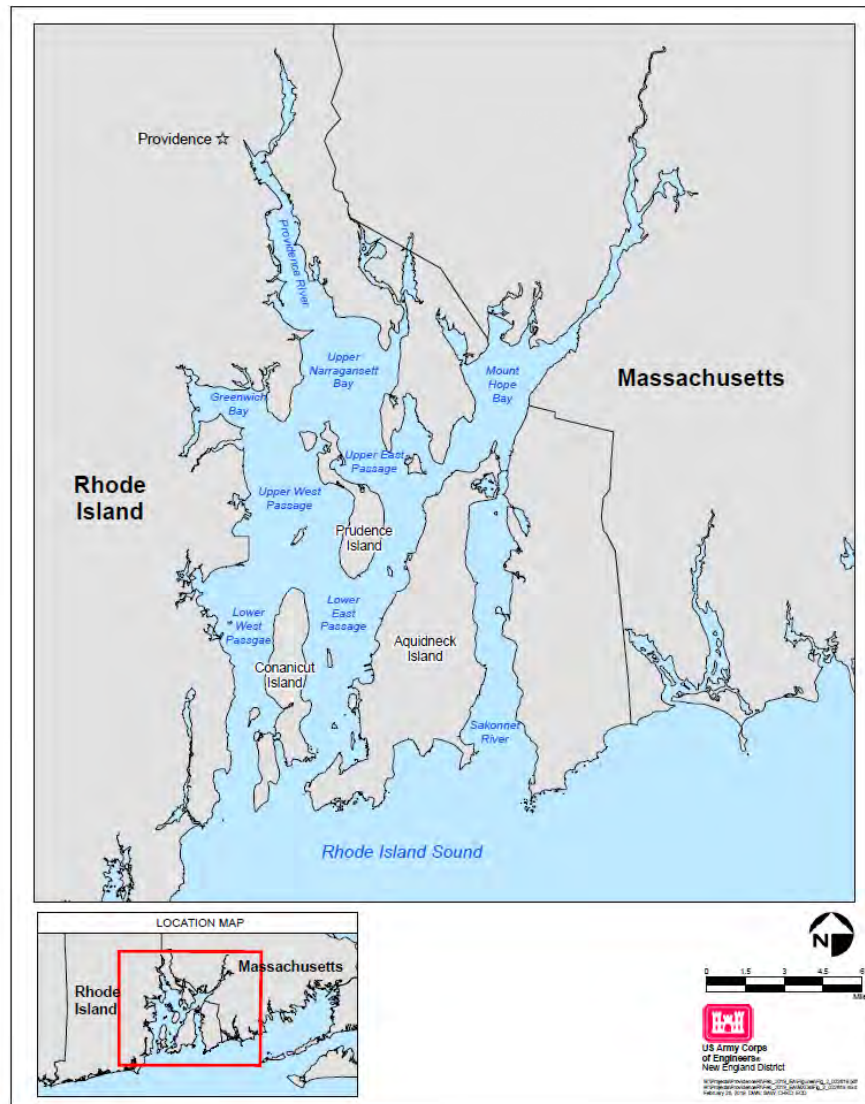 Providence ☆
Providence River
Upper
Narragansett
Bay
Mount
Hope
Bay
Massachusetts
Greenwich
Bay
Upper East
Passage
Rhode
Island
Upper West
Passage
Prudence
Island
Lower
West
Passgae
Lower
East
Passage
Aquidneck
Island
Conanicut
Island
Sakonnet
River
Rhode Island Sound
LOCATION MAP
Massachusetts
Rhode
Island
N
0 1.5 3 4.5 6
Mile
US Army Corps
of Engineers®
New England District